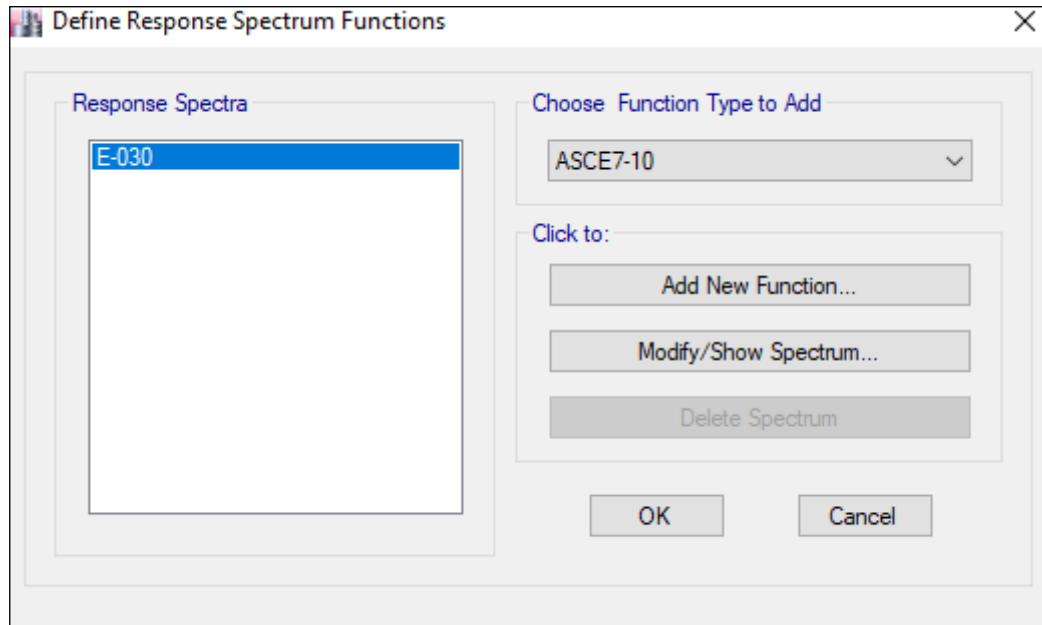 Define Response Spectrum Functions
Response Spectra
E-030
Choose Function Type to Add
ASCE7-10
Click to:
Add New Function...
Modify/Show Spectrum...
Delete Spectrum
OK
Cancel